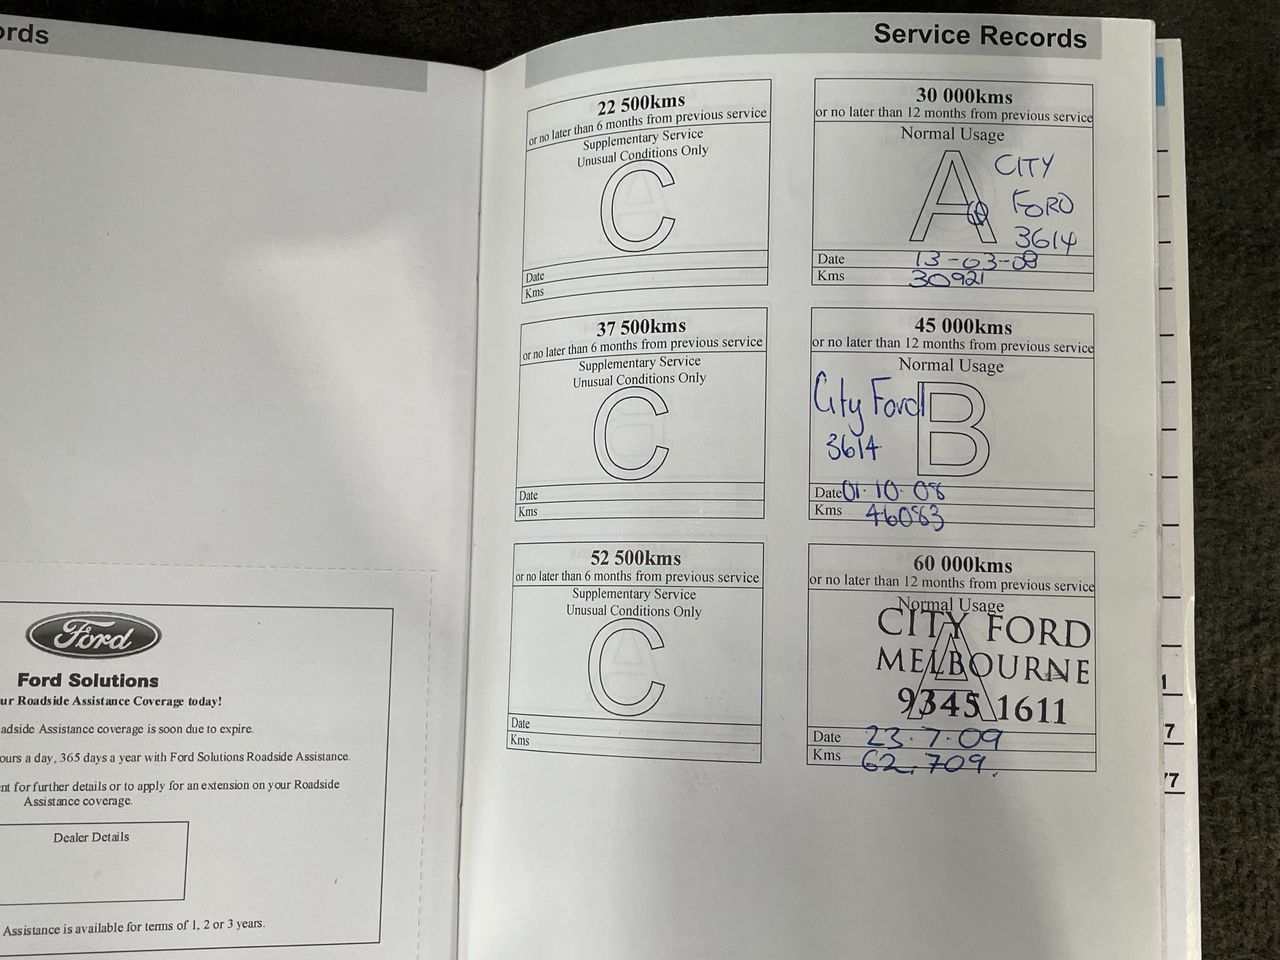 ords
Ford
Ford Solutions
ur Roadside Assistance Coverage today!
adside Assistance coverage is soon due to expire.
ours a day, 365 days a year with Ford Solutions Roadside Assistance.
nt for further details or to apply for an extension on your Roadside
Assistance coverage.
Dealer Details
Assistance is available for terms of 1, 2 or 3 years.
Service Records
22 500kms
or no later than 6 months from previous service
Supplementary Service
Unusual Conditions Only
C
Date
Kms
30 000kms
or no later than 12 months from previous service
Normal Usage
A
CITY
FORD
3614
Date 13-03-08
Kms 30921
37 500kms
or no later than 6 months from previous service
Supplementary Service
Unusual Conditions Only
C
Date
Kms
45 000kms
or no later than 12 months from previous service
Normal Usage
City Ford
3614
B
Date 01.10.08
Kms 46083
52 500kms
or no later than 6 months from previous service
Supplementary Service
Unusual Conditions Only
C
Date
Kms
60 000kms
or no later than 12 months from previous service
Normal Usage
A
CITY FORD
MELBOURNE
9345 1611
Date 23.7.09
Kms 62,709.
1
7
77